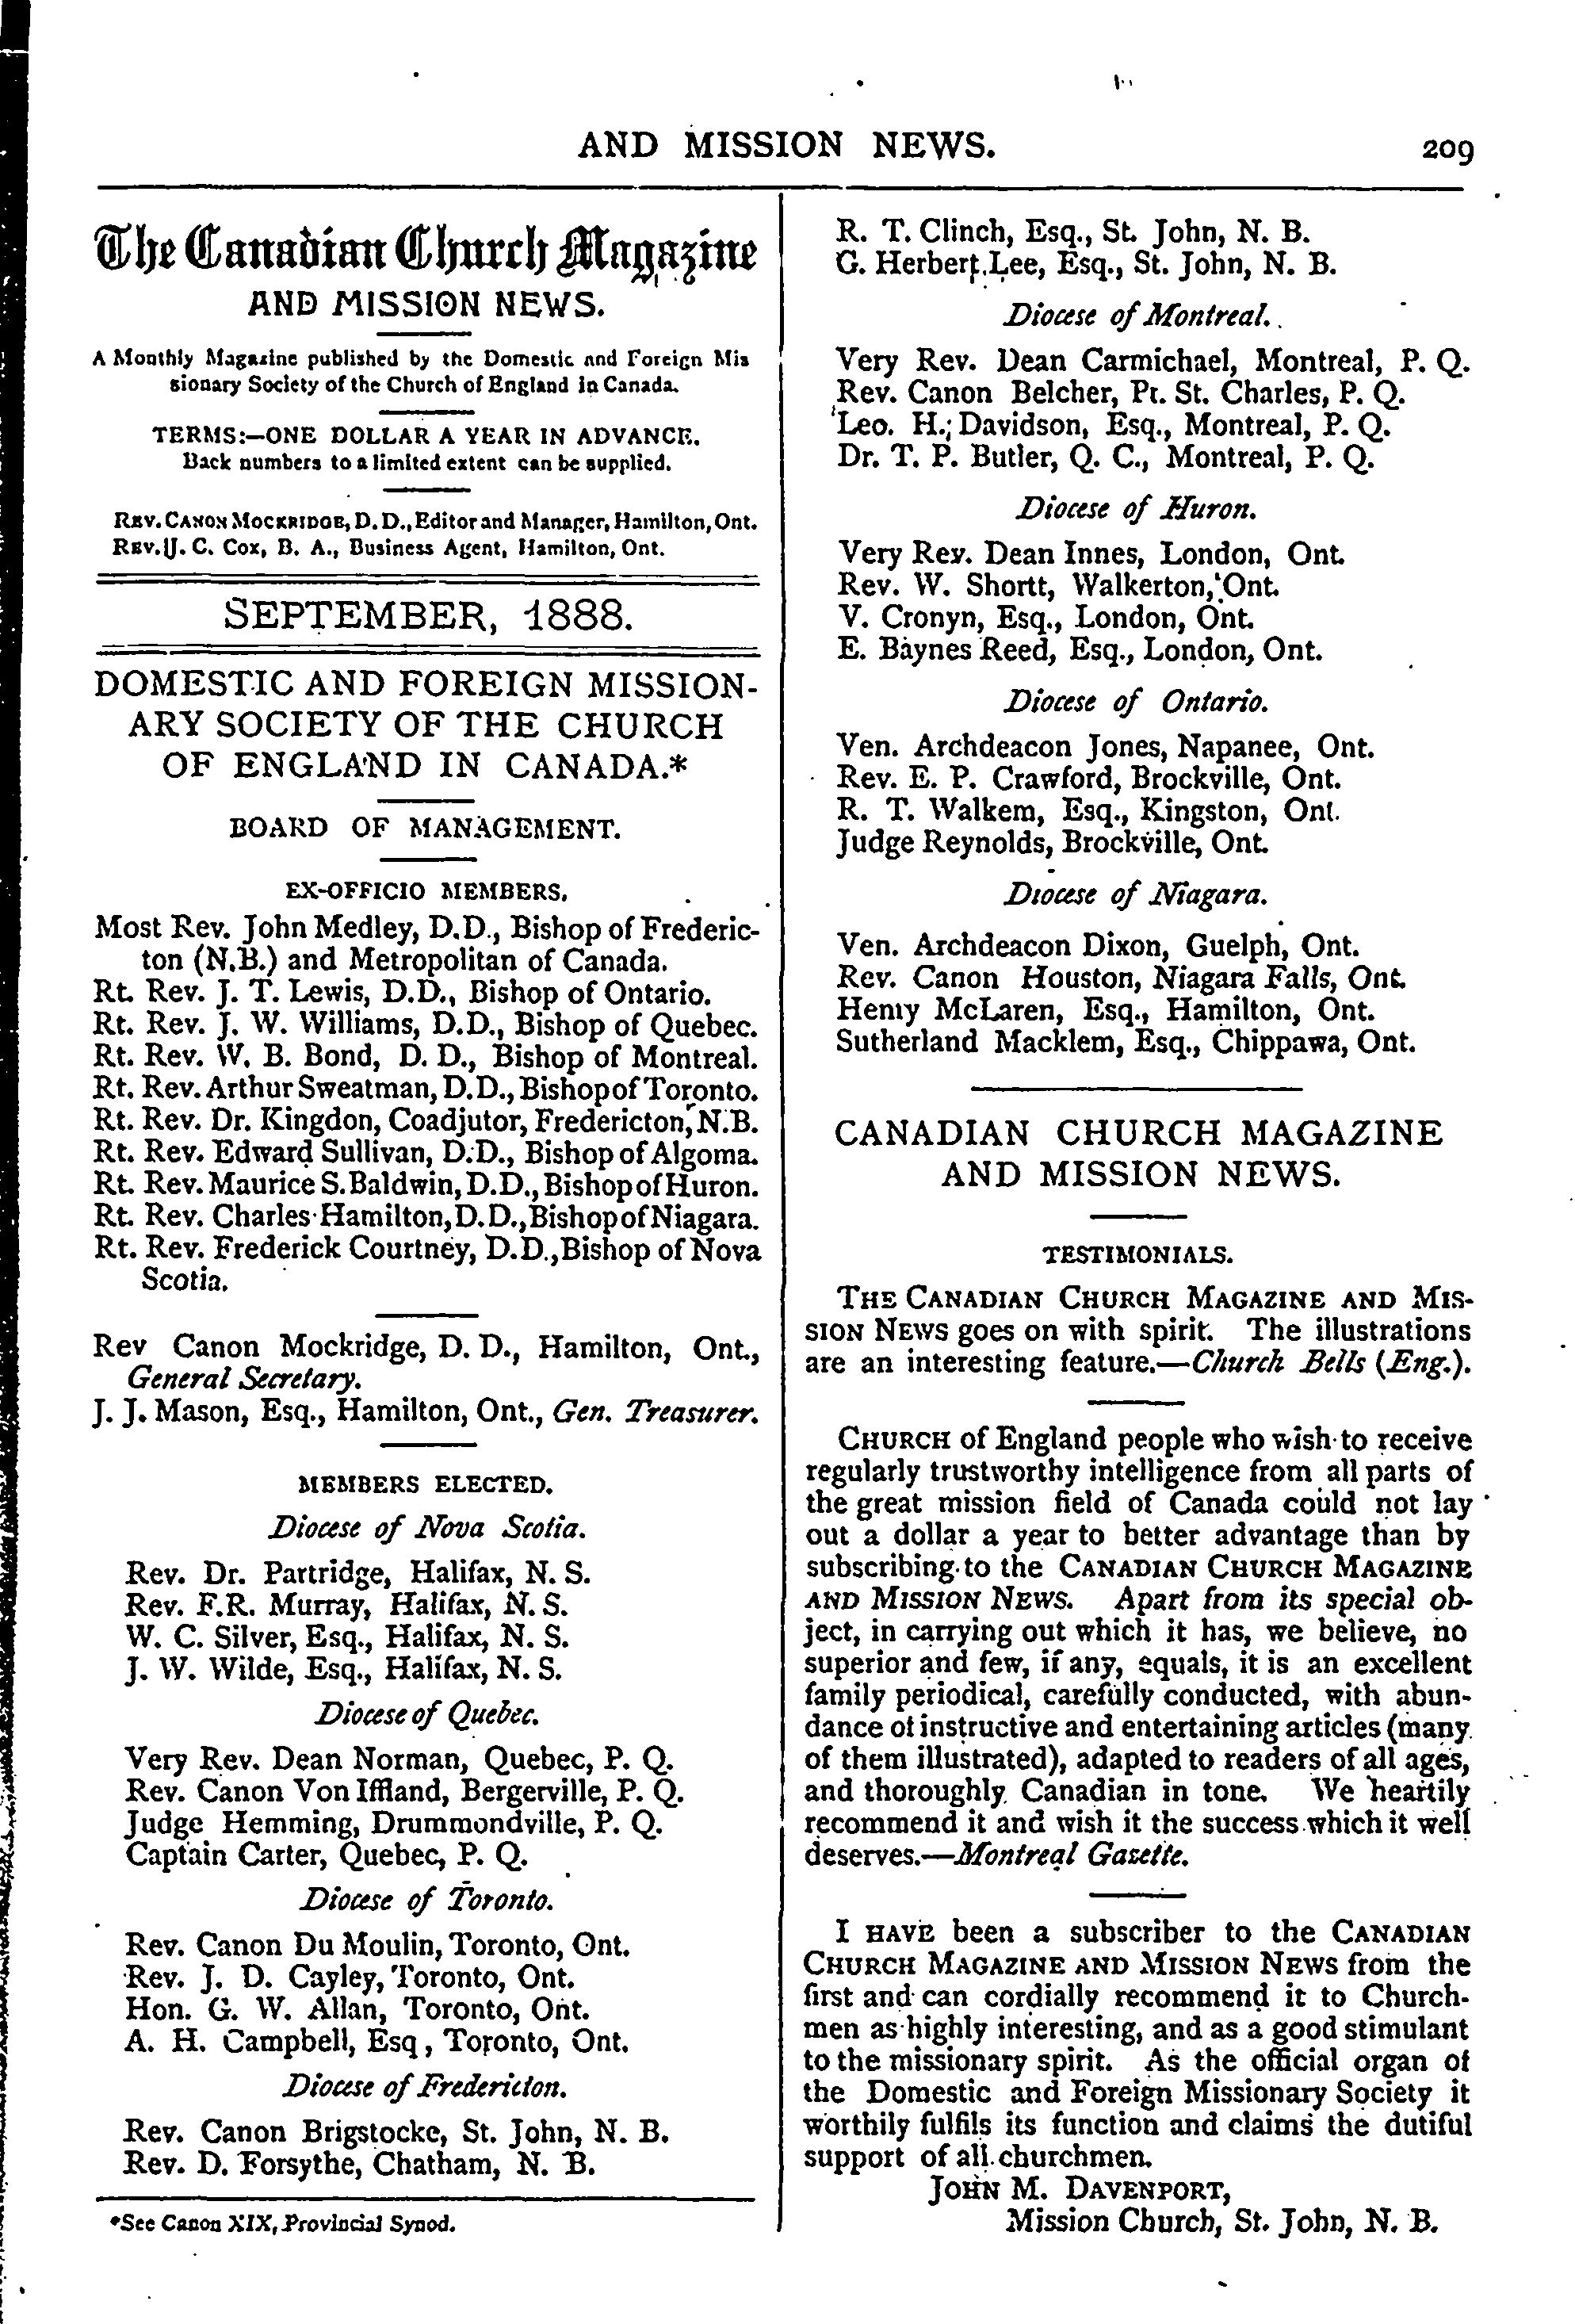 AND MISSION NEWS. 209
The Canadian Church Magazine
AND MISSION NEWS.
A Monthly Magazine published by the Domestic and Foreign Mis
sionary Society of the Church of England in Canada.
TERMS:—ONE DOLLAR A YEAR IN ADVANCE.
Back numbers to a limited extent can be supplied.
REV. CANON MOCKRIDGE, D. D., Editor and Manager, Hamilton, Ont.
REV. J. C. COX, B. A., Business Agent, Hamilton, Ont.
SEPTEMBER, 1888.
DOMESTIC AND FOREIGN MISSION-
ARY SOCIETY OF THE CHURCH
OF ENGLAND IN CANADA.*
BOARD OF MANAGEMENT.
EX-OFFICIO MEMBERS.
Most Rev. John Medley, D.D., Bishop of Frederic-
ton (N.B.) and Metropolitan of Canada.
Rt. Rev. J. T. Lewis, D.D., Bishop of Ontario.
Rt. Rev. J. W. Williams, D.D., Bishop of Quebec.
Rt. Rev. W. B. Bond, D. D., Bishop of Montreal.
Rt. Rev. Arthur Sweatman, D.D., Bishop of Toronto.
Rt. Rev. Dr. Kingdon, Coadjutor, Fredericton, N.B.
Rt. Rev. Edward Sullivan, D.D., Bishop of Algoma.
Rt. Rev. Maurice S. Baldwin, D.D., Bishop of Huron.
Rt. Rev. Charles Hamilton, D.D., Bishop of Niagara.
Rt. Rev. Frederick Courtney, D.D., Bishop of Nova
Scotia.
Rev Canon Mockridge, D. D., Hamilton, Ont.,
General Secretary.
J. J. Mason, Esq., Hamilton, Ont., Gen. Treasurer.
MEMBERS ELECTED.
Diocese of Nova Scotia.
Rev. Dr. Partridge, Halifax, N. S.
Rev. F.R. Murray, Halifax, N. S.
W. C. Silver, Esq., Halifax, N. S.
J. W. Wilde, Esq., Halifax, N. S.
Diocese of Quebec.
Very Rev. Dean Norman, Quebec, P. Q.
Rev. Canon Von Iffland, Bergerville, P. Q.
Judge Hemming, Drummondville, P. Q.
Captain Carter, Quebec, P. Q.
Diocese of Toronto.
Rev. Canon Du Moulin, Toronto, Ont.
Rev. J. D. Cayley, Toronto, Ont.
Hon. G. W. Allan, Toronto, Ont.
A. H. Campbell, Esq, Toronto, Ont.
Diocese of Fredericton.
Rev. Canon Brigstocke, St. John, N. B.
Rev. D. Forsythe, Chatham, N. B.
*See Canon XIX, Provincial Synod.
R. T. Clinch, Esq., St. John, N. B.
G. Herbert Lee, Esq., St. John, N. B.
Diocese of Montreal.
Very Rev. Dean Carmichael, Montreal, P. Q.
Rev. Canon Belcher, Pt. St. Charles, P. Q.
Leo. H. Davidson, Esq., Montreal, P. Q.
Dr. T. P. Butler, Q. C., Montreal, P. Q.
Diocese of Huron.
Very Rev. Dean Innes, London, Ont.
Rev. W. Shortt, Walkerton, Ont.
V. Cronyn, Esq., London, Ont.
E. Baynes Reed, Esq., London, Ont.
Diocese of Ontario.
Ven. Archdeacon Jones, Napanee, Ont.
Rev. E. P. Crawford, Brockville, Ont.
R. T. Walkem, Esq., Kingston, Ont.
Judge Reynolds, Brockville, Ont.
Diocese of Niagara.
Ven. Archdeacon Dixon, Guelph, Ont.
Rev. Canon Houston, Niagara Falls, Ont.
Henry McLaren, Esq., Hamilton, Ont.
Sutherland Macklem, Esq., Chippawa, Ont.
CANADIAN CHURCH MAGAZINE
AND MISSION NEWS.
TESTIMONIALS.
THE CANADIAN CHURCH MAGAZINE AND MIS-
SION NEWS goes on with spirit. The illustrations
are an interesting feature.—Church Bells (Eng.).
CHURCH of England people who wish to receive
regularly trustworthy intelligence from all parts of
the great mission field of Canada could not lay
out a dollar a year to better advantage than by
subscribing to the CANADIAN CHURCH MAGAZINE
AND MISSION NEWS. Apart from its special ob-
ject, in carrying out which it has, we believe, no
superior and few, if any, equals, it is an excellent
family periodical, carefully conducted, with abun-
dance of instructive and entertaining articles (many
of them illustrated), adapted to readers of all ages,
and thoroughly Canadian in tone. We heartily
recommend it and wish it the success which it well
deserves.—Montreal Gazette.
I HAVE been a subscriber to the CANADIAN
CHURCH MAGAZINE AND MISSION NEWS from the
first and can cordially recommend it to Church-
men as highly interesting, and as a good stimulant
to the missionary spirit. As the official organ of
the Domestic and Foreign Missionary Society it
worthily fulfils its function and claims the dutiful
support of all churchmen.
JOHN M. DAVENPORT,
Mission Church, St. John, N. B.